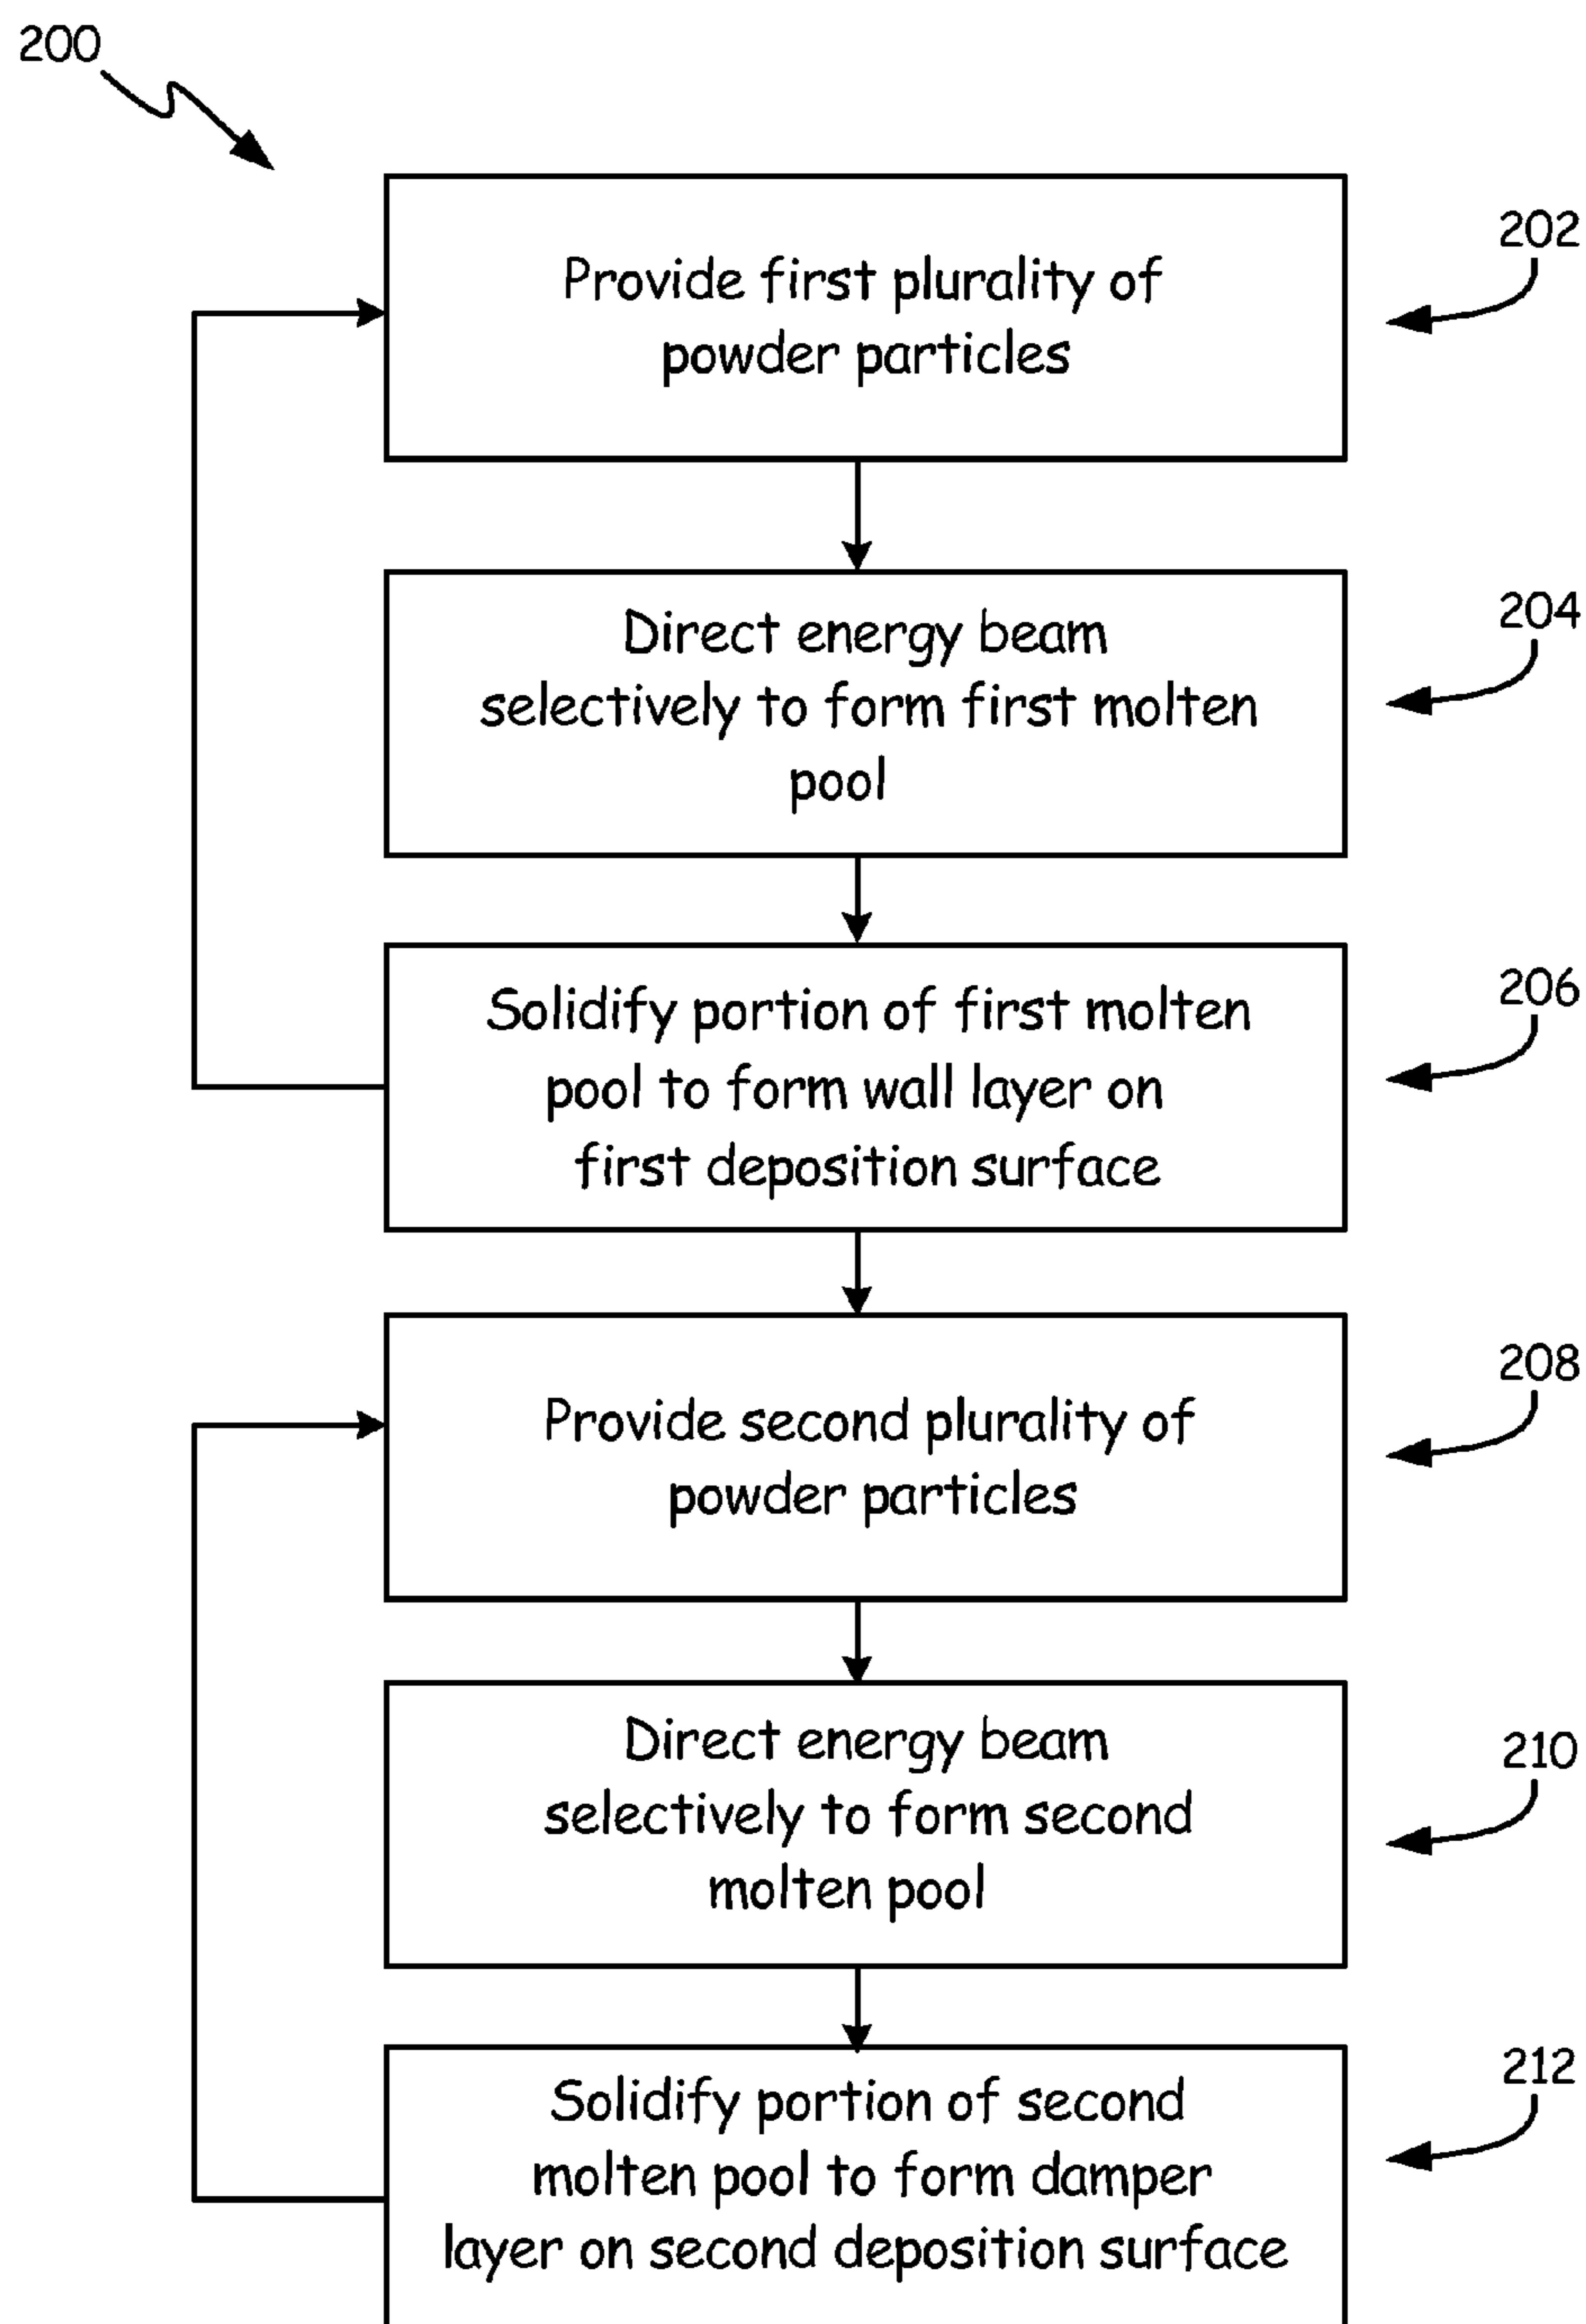 200
Provide first plurality of
powder particles
202
Direct energy beam
selectively to form first molten
pool
204
Solidify portion of first molten
pool to form wall layer on
first deposition surface
206
Provide second plurality of
powder particles
208
Direct energy beam
selectively to form second
molten pool
210
Solidify portion of second
molten pool to form damper
layer on second deposition surface
212